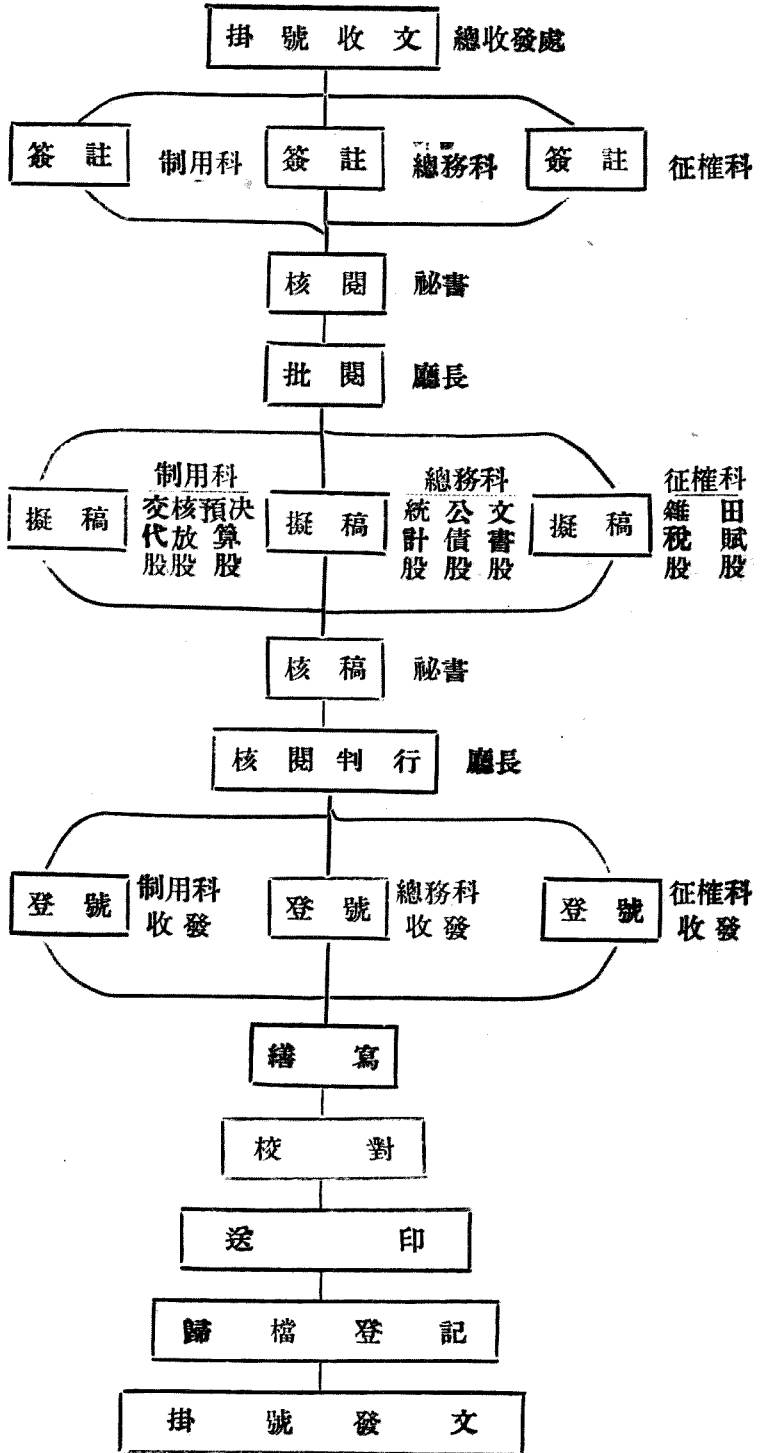 掛號收文 總收發處
簽註 制用科 簽註 總務科 簽註 征榷科
核閱 祕書
批閱 廳長
擬稿 制用科 交代股 核放股 預決算股 擬稿 總務科 統計股 公債股 文書股 擬稿 征榷科 雜稅股 田賦股
核稿 祕書
核閱判行 廳長
登號 制用科收發 登號 總務科收發 登號 征榷科收發
繕寫
校對
送印
歸檔登記
掛號發文